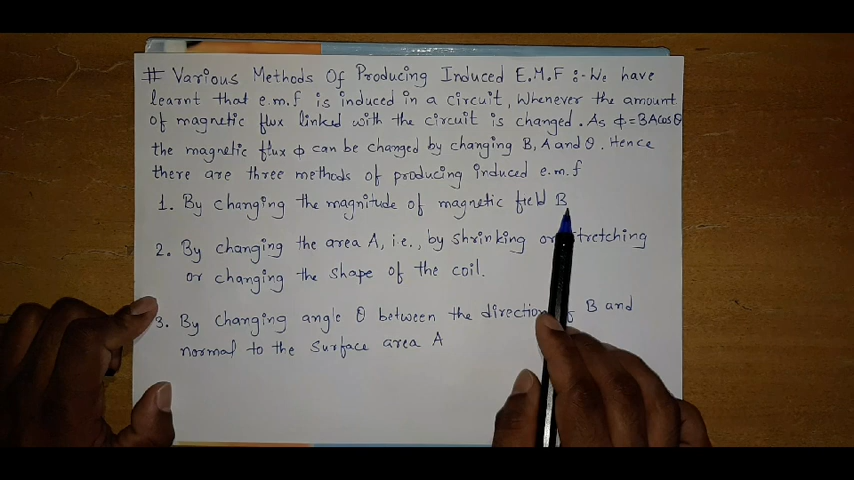 # Various Methods Of Producing Induced E.M.F :- We have
learnt that e.m.f is induced in a circuit, Whenever the amount
of magnetic flux linked with the circuit is changed. As ϕ=BAcosθ
the magnetic flux ϕ can be changed by changing B, A and θ. Hence
there are three methods of producing induced e.m.f
1. By changing the magnitude of magnetic field B
2. By changing the area A, i.e., by shrinking or stretching
or changing the shape of the coil.
3. By changing angle θ between the direction of B and
normal to the surface area A